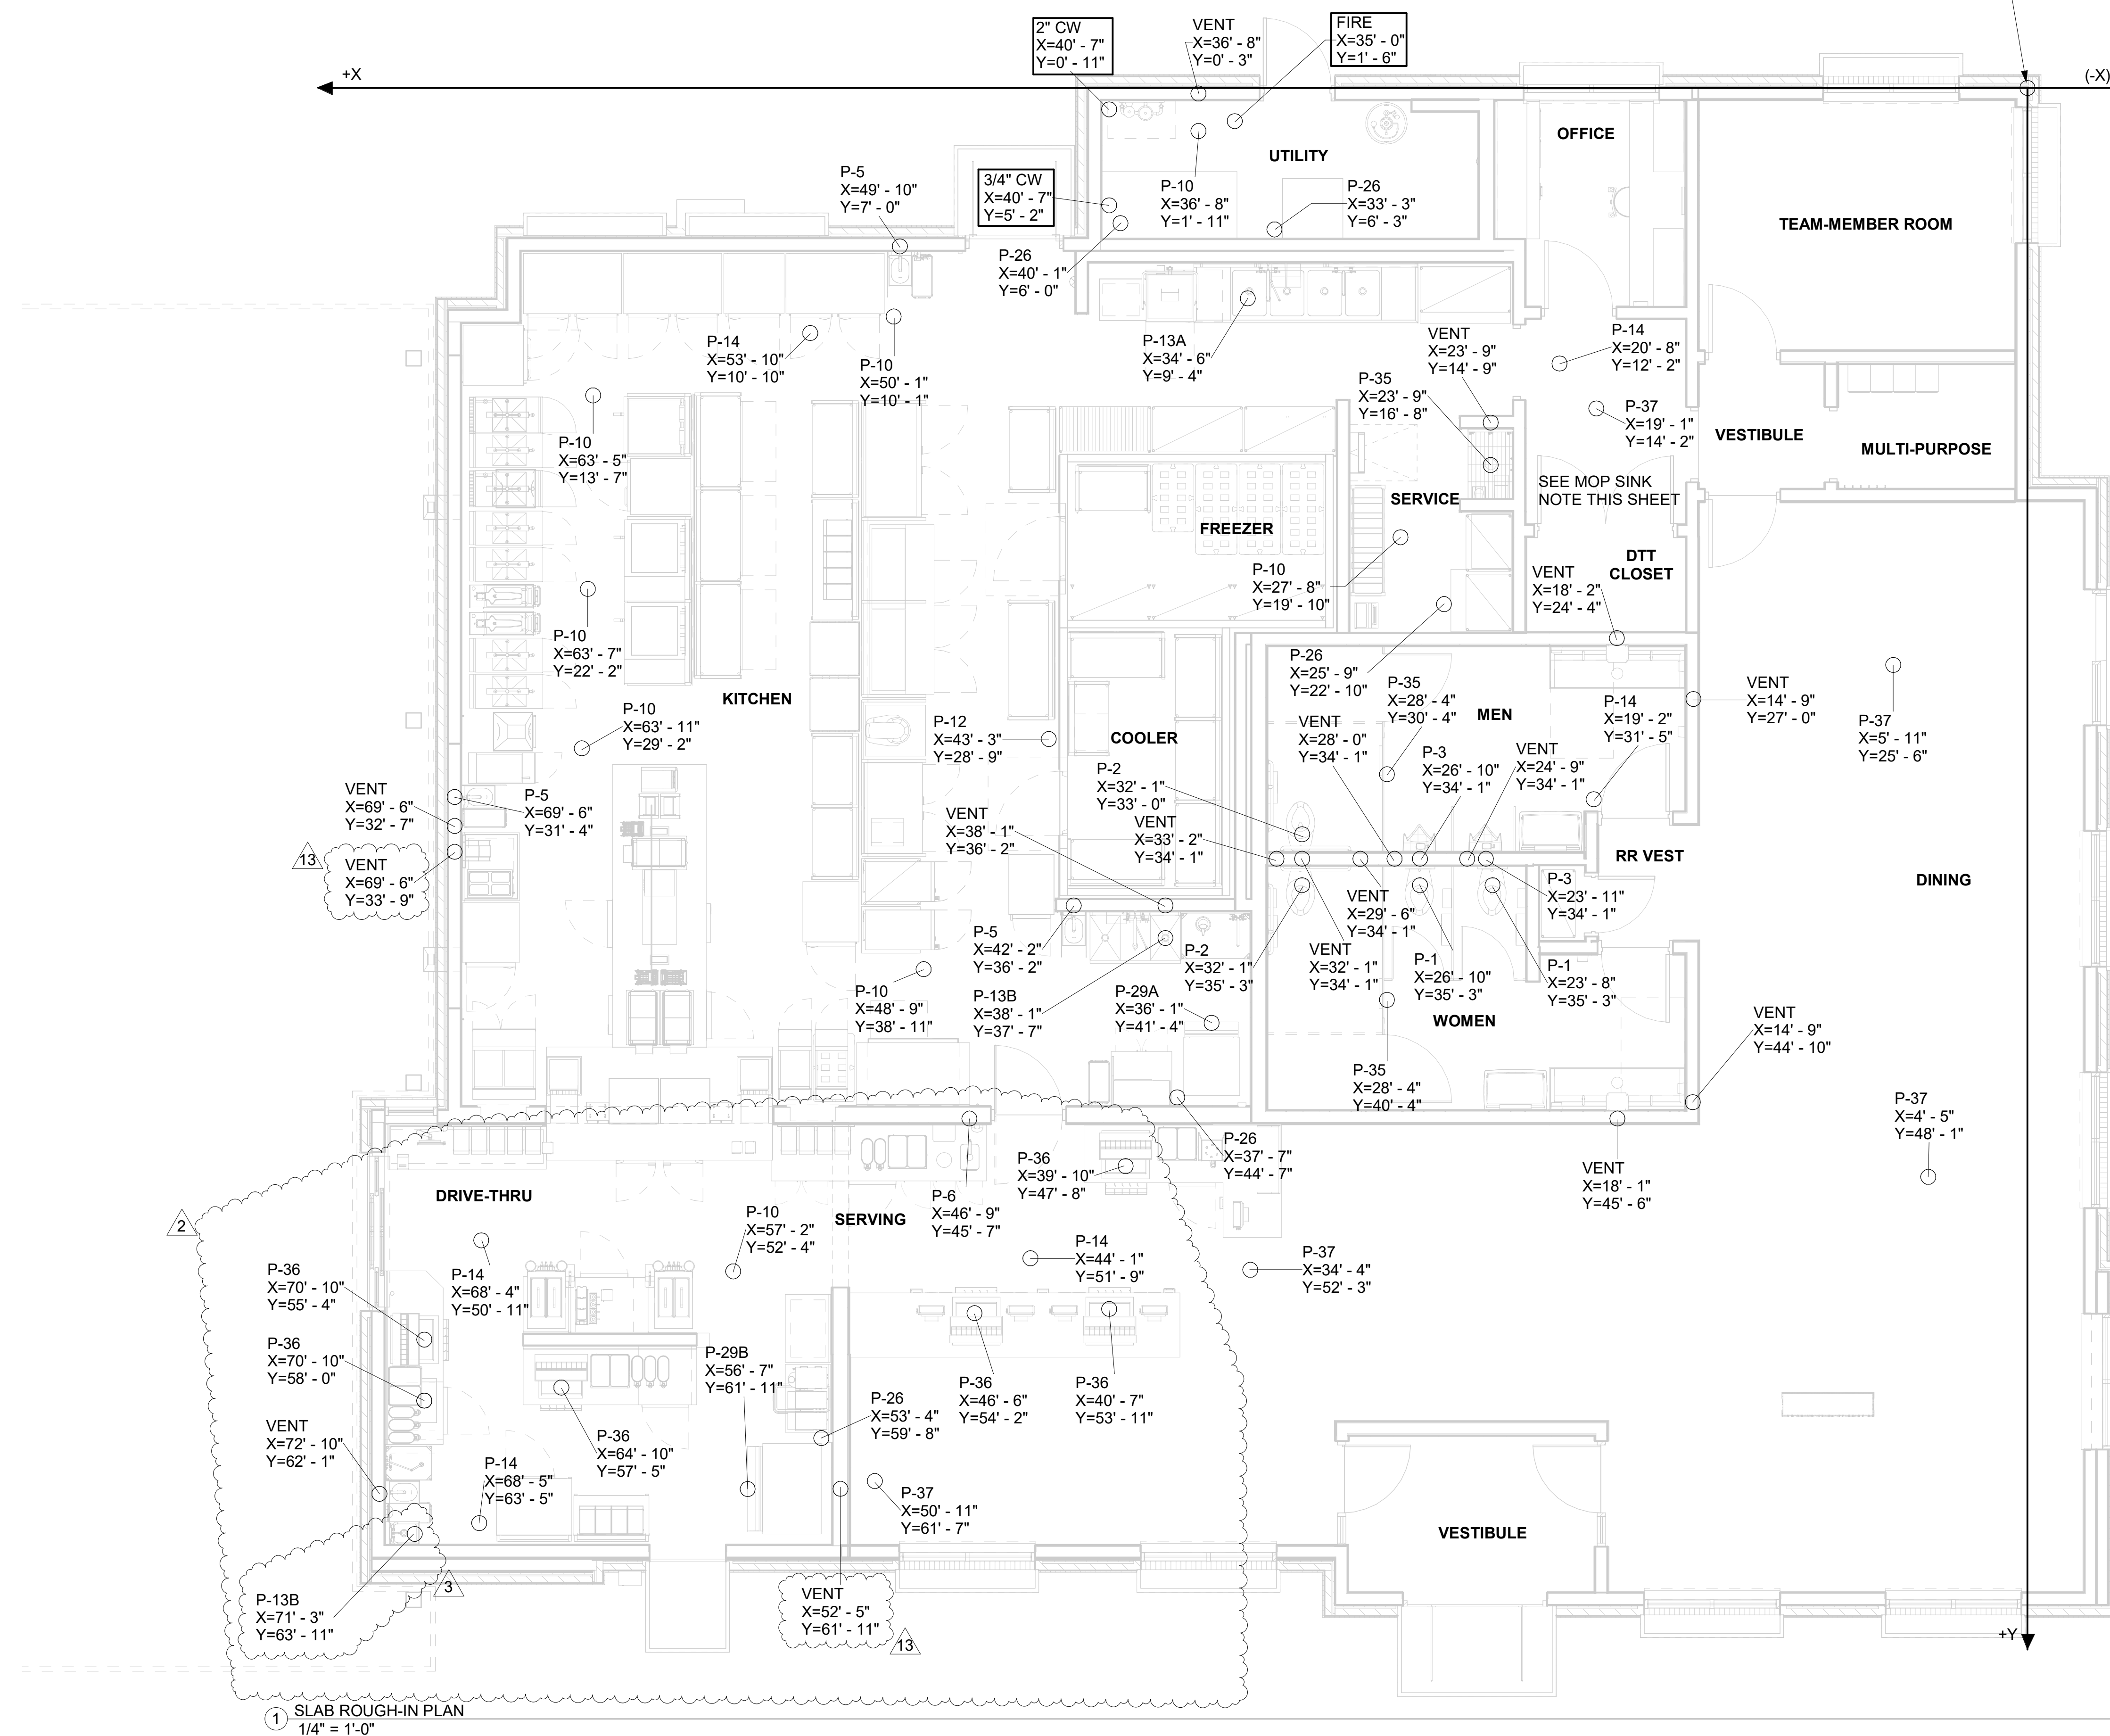 2" CW
X=40' - 7"
Y=0' - 11"
VENT
X=36' - 8"
Y=0' - 3"
FIRE
X=35' - 0"
Y=1' - 6"
+X
(-X)
OFFICE
UTILITY
P-5
X=49' - 10"
Y=7' - 0"
3/4" CW
X=40' - 7"
Y=5' - 2"
P-10
X=36' - 8"
Y=1' - 11"
P-26
X=33' - 3"
Y=6' - 3"
TEAM-MEMBER ROOM
P-26
X=40' - 1"
Y=6' - 0"
P-14
X=53' - 10"
Y=10' - 10"
P-10
X=50' - 1"
Y=10' - 1"
P-13A
X=34' - 6"
Y=9' - 4"
VENT
X=23' - 9"
Y=14' - 9"
P-14
X=20' - 8"
Y=12' - 2"
P-35
X=23' - 9"
Y=16' - 8"
P-37
X=19' - 1"
Y=14' - 2"
VESTIBULE
MULTI-PURPOSE
P-10
X=63' - 5"
Y=13' - 7"
SEE MOP SINK
NOTE THIS SHEET
SERVICE
FREEZER
DTT
CLOSET
P-10
X=27' - 8"
Y=19' - 10"
VENT
X=18' - 2"
Y=24' - 4"
P-10
X=63' - 7"
Y=22' - 2"
KITCHEN
P-26
X=25' - 9"
Y=22' - 10"
P-35
X=28' - 4"
Y=30' - 4"
MEN
P-14
X=19' - 2"
Y=31' - 5"
VENT
X=14' - 9"
Y=27' - 0"
P-37
X=5' - 11"
Y=25' - 6"
P-10
X=63' - 11"
Y=29' - 2"
P-12
X=43' - 3"
Y=28' - 9"
COOLER
VENT
X=28' - 0"
Y=34' - 1"
P-3
X=26' - 10"
Y=34' - 1"
VENT
X=24' - 9"
Y=34' - 1"
P-2
X=32' - 1"
Y=33' - 0"
VENT
X=69' - 6"
Y=32' - 7"
P-5
X=69' - 6"
Y=31' - 4"
VENT
X=38' - 1"
Y=36' - 2"
VENT
X=33' - 2"
Y=34' - 1"
13
VENT
X=69' - 6"
Y=33' - 9"
RR VEST
DINING
P-3
X=23' - 11"
Y=34' - 1"
VENT
X=29' - 6"
Y=34' - 1"
P-5
X=42' - 2"
Y=36' - 2"
P-2
X=32' - 1"
Y=35' - 3"
VENT
X=32' - 1"
Y=34' - 1"
P-1
X=26' - 10"
Y=35' - 3"
P-1
X=23' - 8"
Y=35' - 3"
P-10
X=48' - 9"
Y=38' - 11"
P-13B
X=38' - 1"
Y=37' - 7"
P-29A
X=36' - 1"
Y=41' - 4"
WOMEN
VENT
X=14' - 9"
Y=44' - 10"
P-35
X=28' - 4"
Y=40' - 4"
P-37
X=4' - 5"
Y=48' - 1"
P-26
X=37' - 7"
Y=44' - 7"
P-36
X=39' - 10"
Y=47' - 8"
VENT
X=18' - 1"
Y=45' - 6"
DRIVE-THRU
P-6
X=46' - 9"
Y=45' - 7"
SERVING
P-10
X=57' - 2"
Y=52' - 4"
2
P-14
X=44' - 1"
Y=51' - 9"
P-37
X=34' - 4"
Y=52' - 3"
P-36
X=70' - 10"
Y=55' - 4"
P-14
X=68' - 4"
Y=50' - 11"
P-36
X=70' - 10"
Y=58' - 0"
P-29B
X=56' - 7"
Y=61' - 11"
P-26
X=53' - 4"
Y=59' - 8"
P-36
X=46' - 6"
Y=54' - 2"
P-36
X=40' - 7"
Y=53' - 11"
VENT
X=72' - 10"
Y=62' - 1"
P-36
X=64' - 10"
Y=57' - 5"
P-14
X=68' - 5"
Y=63' - 5"
P-37
X=50' - 11"
Y=61' - 7"
VESTIBULE
P-13B
X=71' - 3"
Y=63' - 11"
3
VENT
X=52' - 5"
Y=61' - 11"
13
+Y
1
SLAB ROUGH-IN PLAN
1/4" = 1'-0"